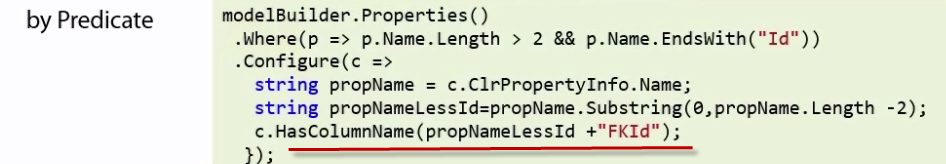 by Predicate
modelBuilder.Properties()
.Where(p => p.Name.Length > 2 && p.Name.EndsWith("Id"))
.Configure(c =>
string propName = c.ClrPropertyInfo.Name;
string propNameLessId=propName.Substring(0,propName.Length -2);
c.HasColumnName(propNameLessId +"FKId");
});